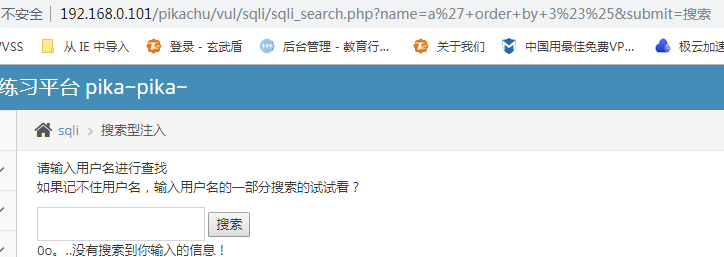 不安全 | 192.168.0.101/pikachu/vul/sqli/sqli_search.php?name=a%27+order+by+3%23%25&submit=搜索
/VSS 从 IE 中导入 登录 - 玄武盾 后台管理 - 教育行... 关于我们 中国用最佳免费VP... 极云加速
练习平台 pika~pika~
sqli > 搜索型注入
请输入用户名进行查找
如果记不住用户名，输入用户名的一部分搜索的试试看？
搜索
0o。..没有搜索到你输入的信息！